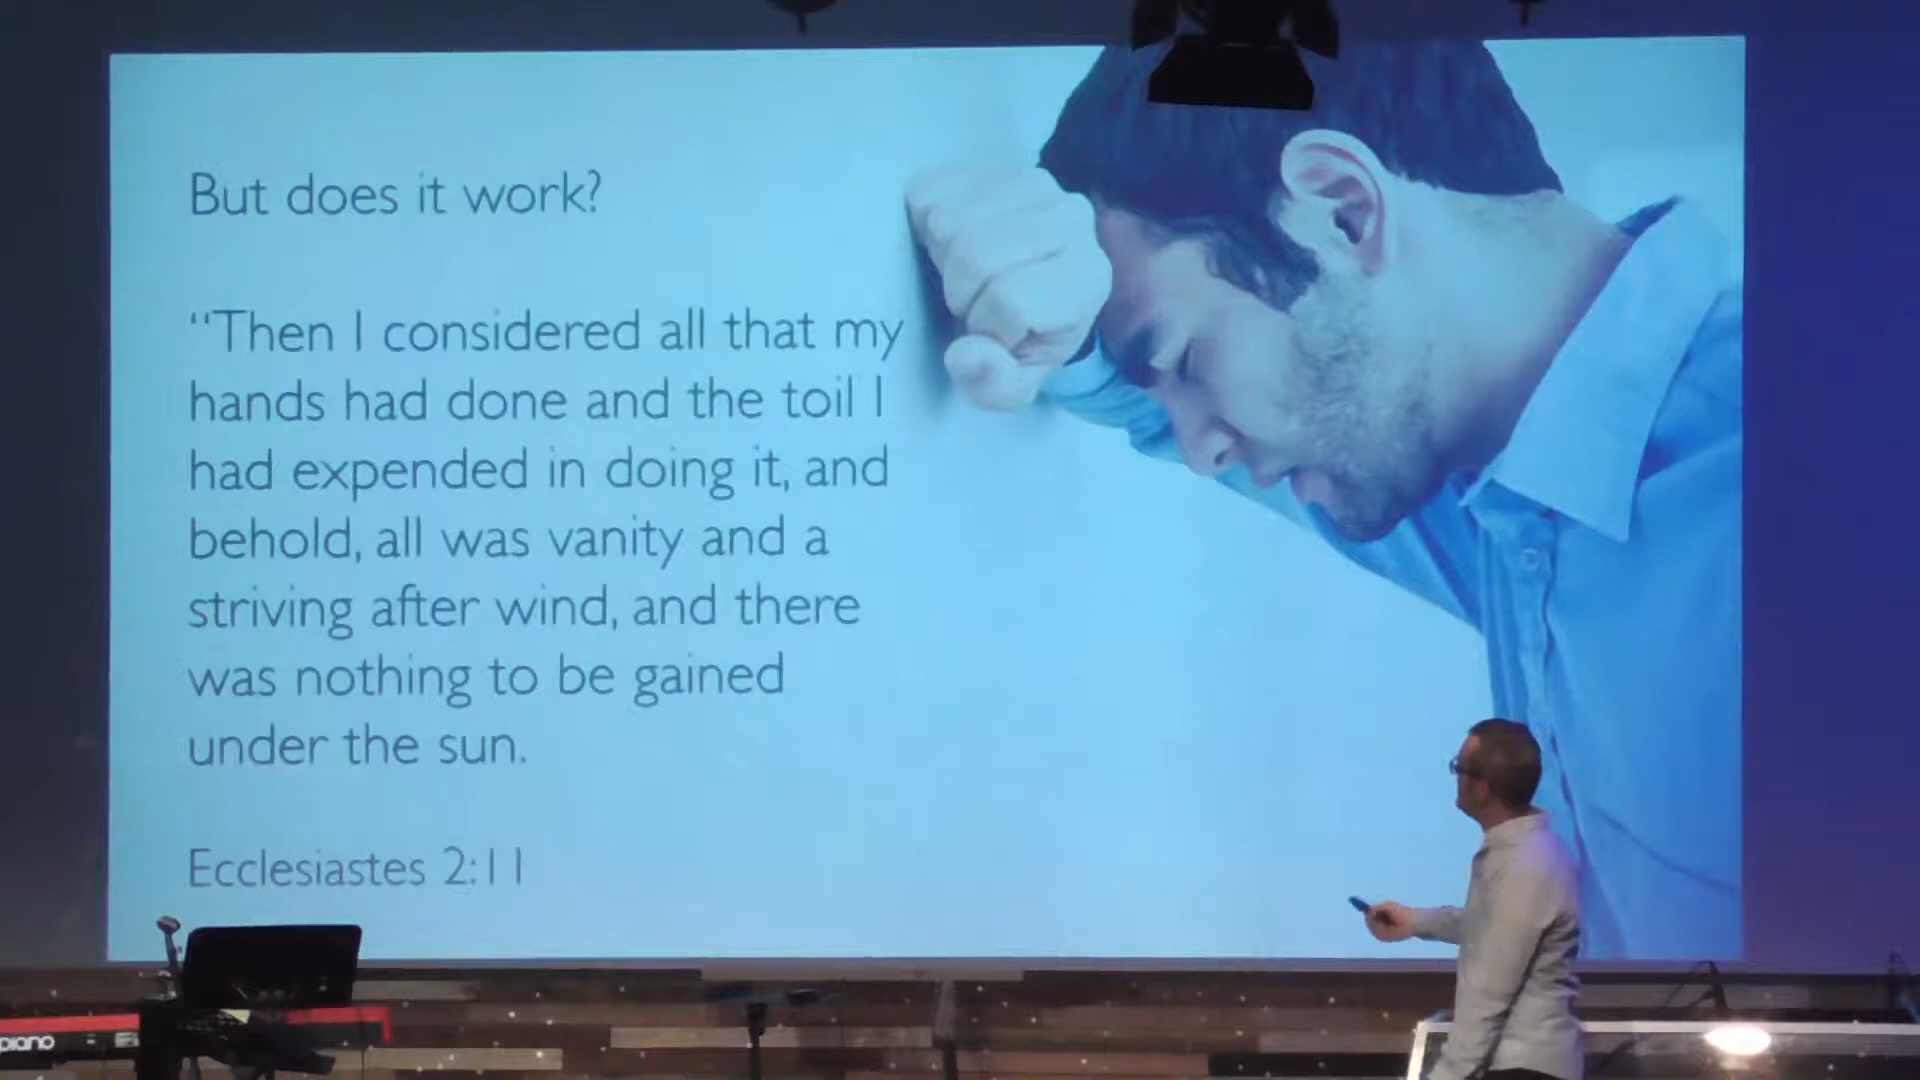 But does it work?
“Then I considered all that my
hands had done and the toil I
had expended in doing it, and
behold, all was vanity and a
striving after wind, and there
was nothing to be gained
under the sun.
Ecclesiastes 2:11
piano